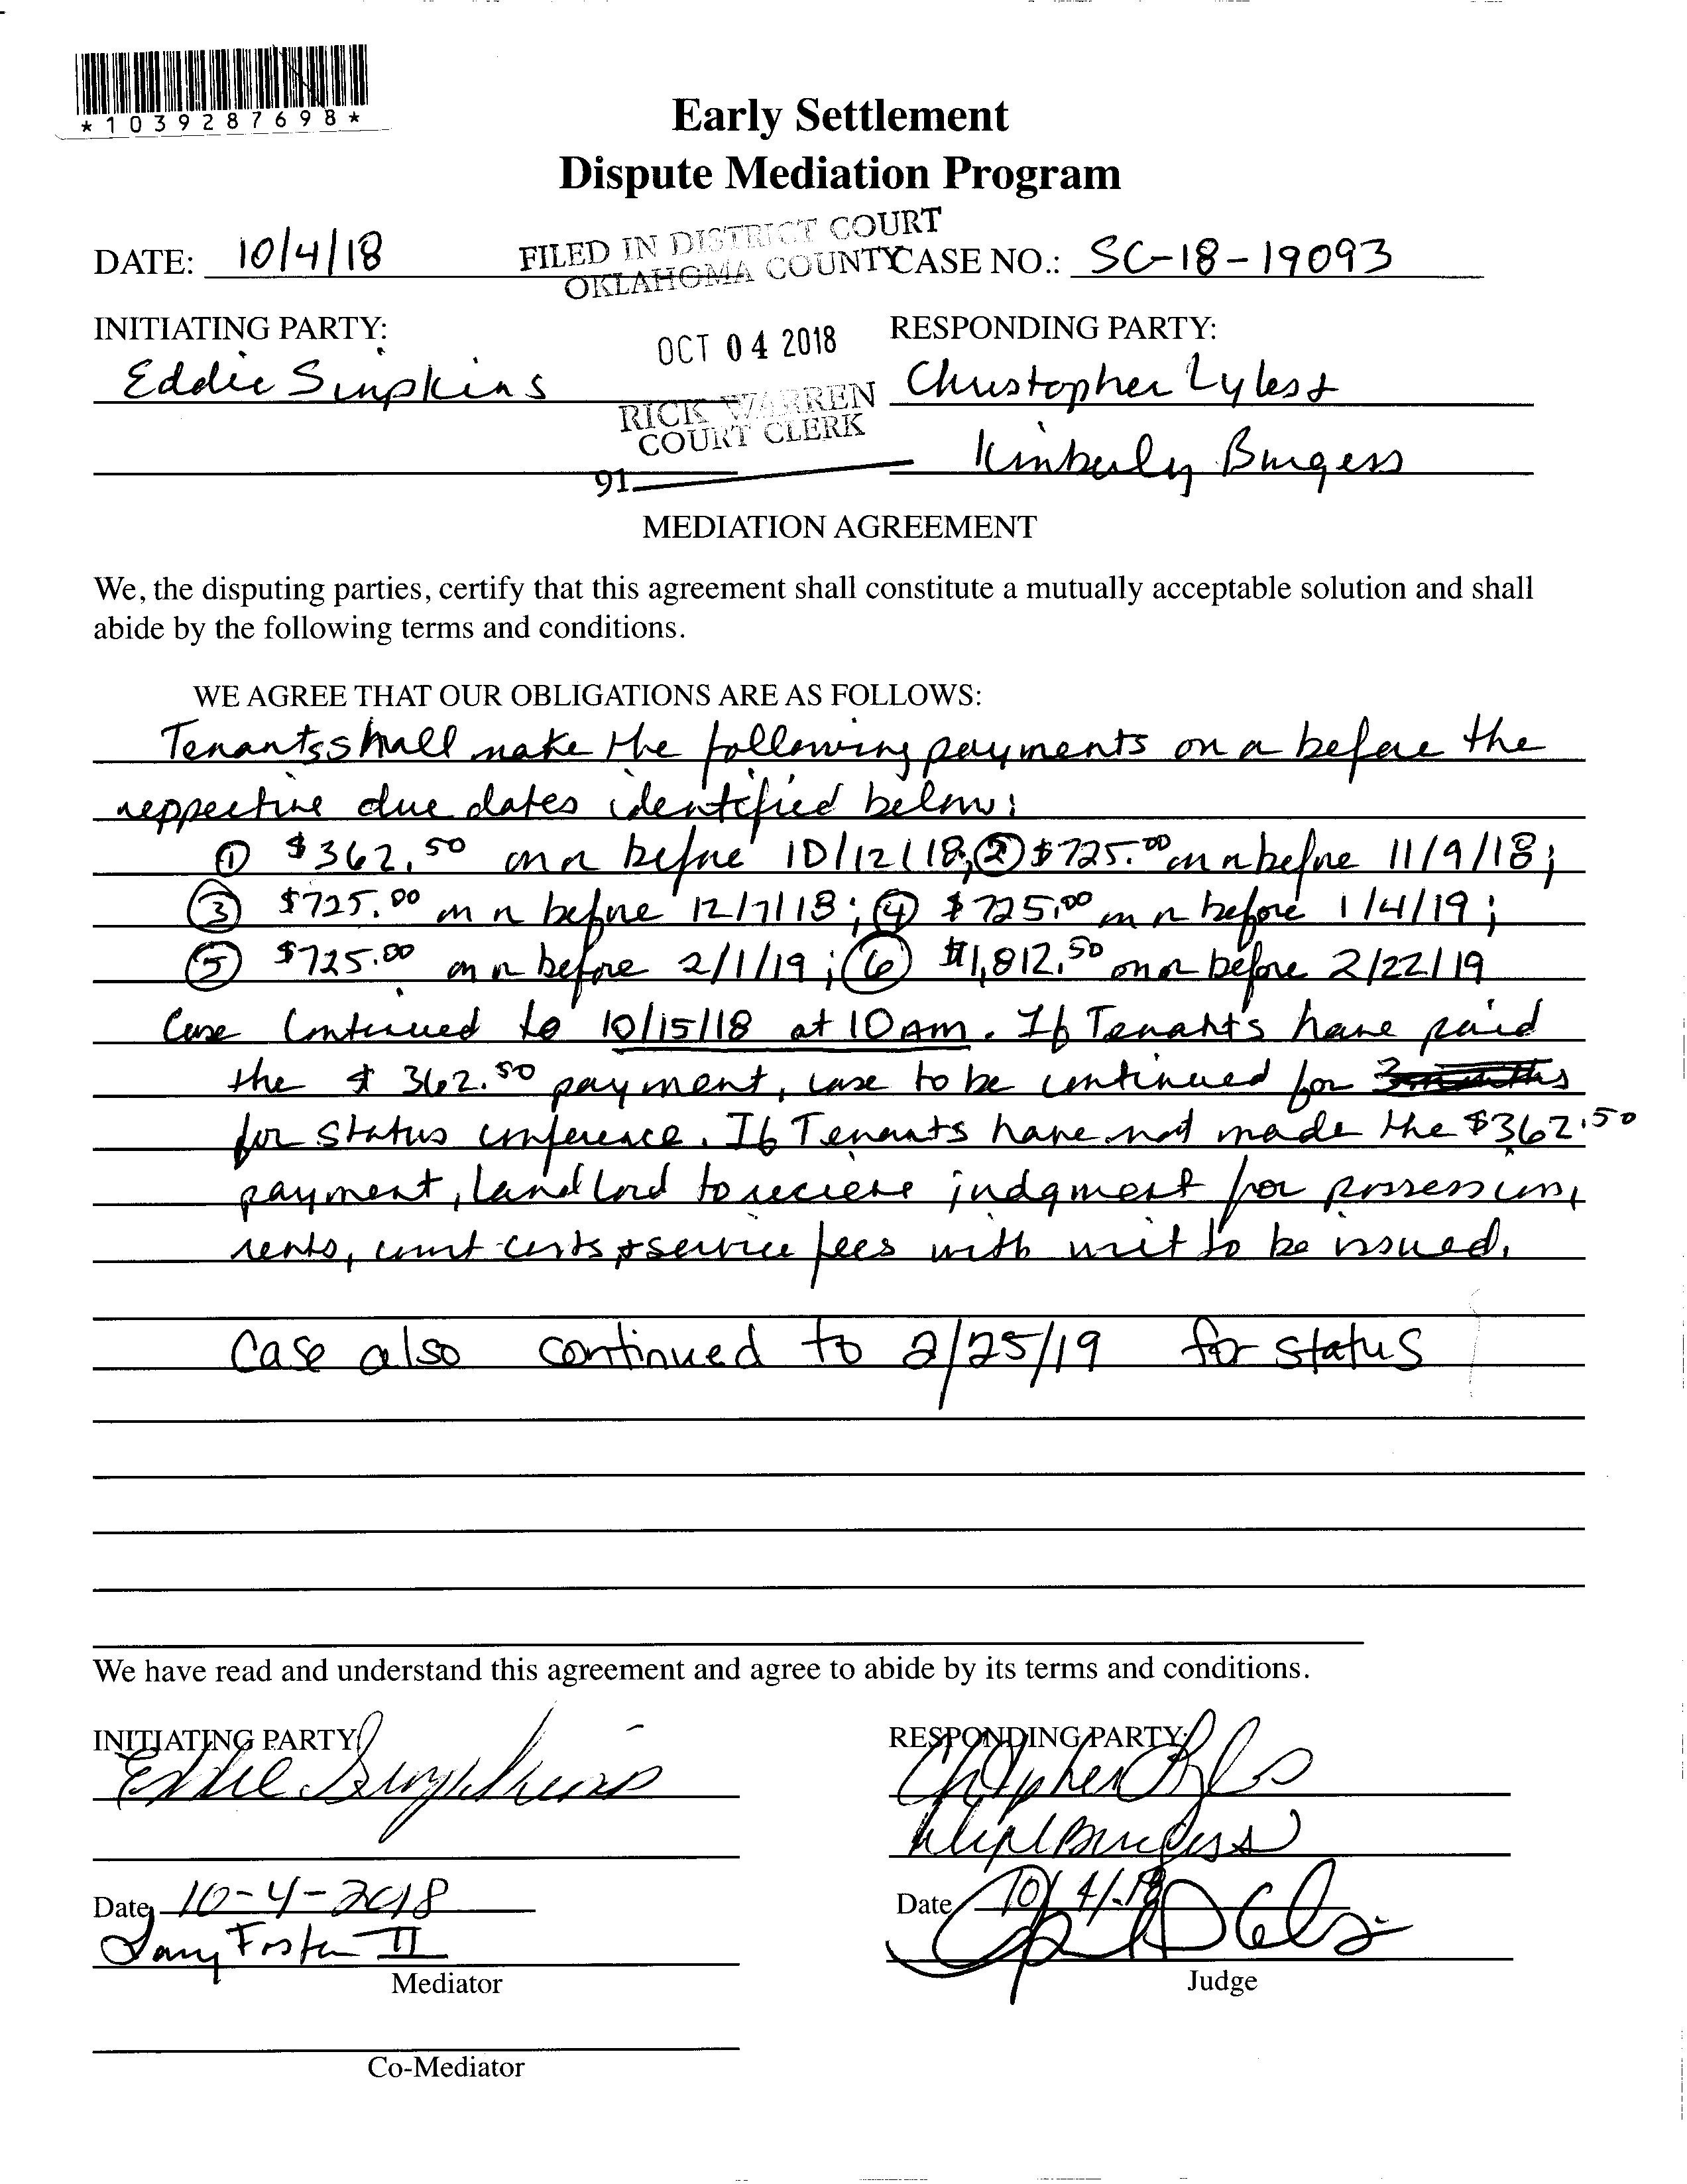 *1039287698*
Early Settlement
Dispute Mediation Program
DATE: 10/4/18
FILED IN DISTRICT COURT
OKLAHOMA COUNTY
CASE NO.: SC-18-19093
INITIATING PARTY:
OCT 04 2018
RESPONDING PARTY:
Eddie Simpkins
RICK WARREN
COURT CLERK
Christopher Lyles &
Kimberly Burgess
91
MEDIATION AGREEMENT
We, the disputing parties, certify that this agreement shall constitute a mutually acceptable solution and shall
abide by the following terms and conditions.
WE AGREE THAT OUR OBLIGATIONS ARE AS FOLLOWS:
Tenants shall make the following payments on or before the
reppective due dates identified below:
① $362.50 on or before 10/12/18; ② $725.00 on or before 11/9/18;
③ $725.00 on or before 12/7/18; ④ $725.00 on or before 1/4/19;
⑤ $725.00 on or before 2/1/19; ⑥ $1,812.50 on or before 2/22/19
Case Continued to 10/15/18 at 10 AM. If Tenants have paid
the $362.50 payment, case to be continued for 3 months
for status conference. If Tenants have not made the $362.50
payment, landlord to recieve judgment for possession,
rents, court costs & service fees with writ to be issued.
Case also continued to 2/25/19 for status
We have read and understand this agreement and agree to abide by its terms and conditions.
INITIATING PARTY:
Eddie Simpkins
RESPONDING PARTY:
Date 10-4-2018
Date 10/4/18
Foster II
Mediator
Judge
Co-Mediator